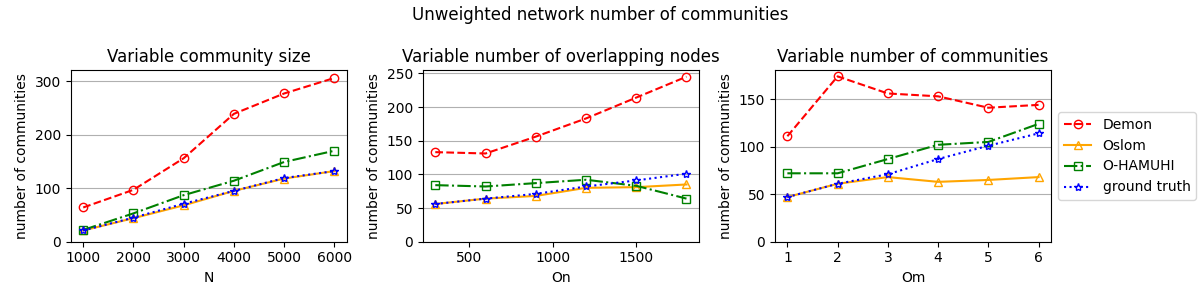 Unweighted network number of communities
Variable community size
number of communities
300
200
100
0
1000 2000 3000 4000 5000 6000
N
Variable number of overlapping nodes
number of communities
250
200
150
100
50
0
500 1000 1500
On
Variable number of communities
number of communities
150
100
50
0
1 2 3 4 5 6
Om
Demon
Oslom
O-HAMUHI
ground truth